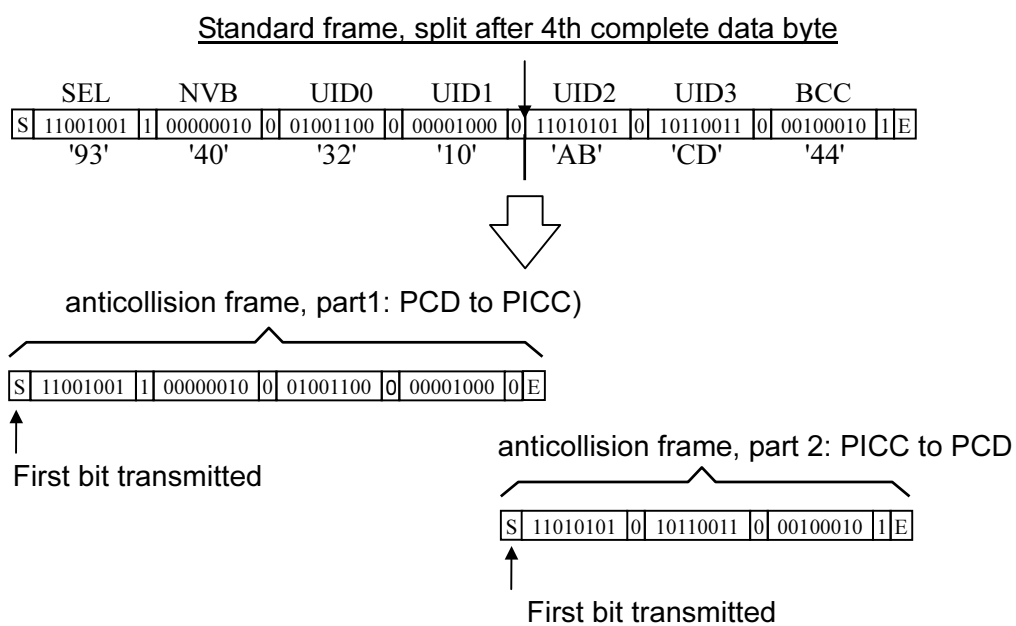 Standard frame, split after 4th complete data byte
SEL NVB UID0 UID1 UID2 UID3 BCC
S 11001001 1 00000010 0 01001100 0 00001000 0 11010101 0 10110011 0 00100010 1 E
'93' '40' '32' '10' 'AB' 'CD' '44'
anticollision frame, part1: PCD to PICC)
S 11001001 1 00000010 0 01001100 0 00001000 0 E
First bit transmitted
anticollision frame, part 2: PICC to PCD
S 11010101 0 10110011 0 00100010 1 E
First bit transmitted